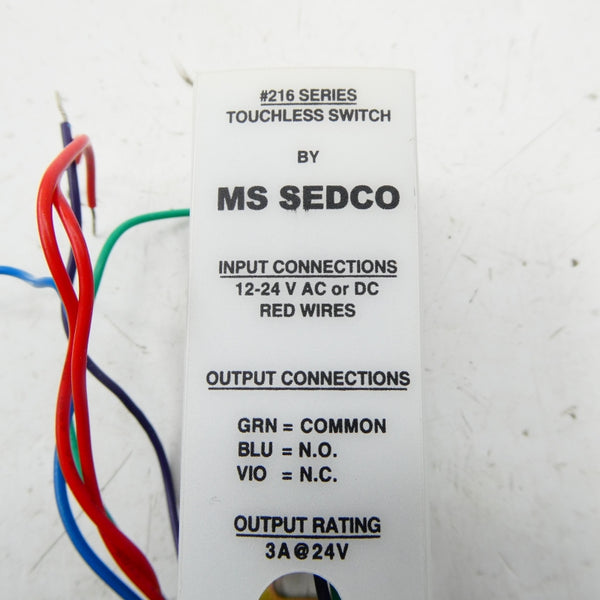 #216 SERIES
TOUCHLESS SWITCH
BY
MS SEDCO
INPUT CONNECTIONS
12-24 V AC or DC
RED WIRES
OUTPUT CONNECTIONS
GRN = COMMON
BLU = N.O.
VIO = N.C.
OUTPUT RATING
3A@24V